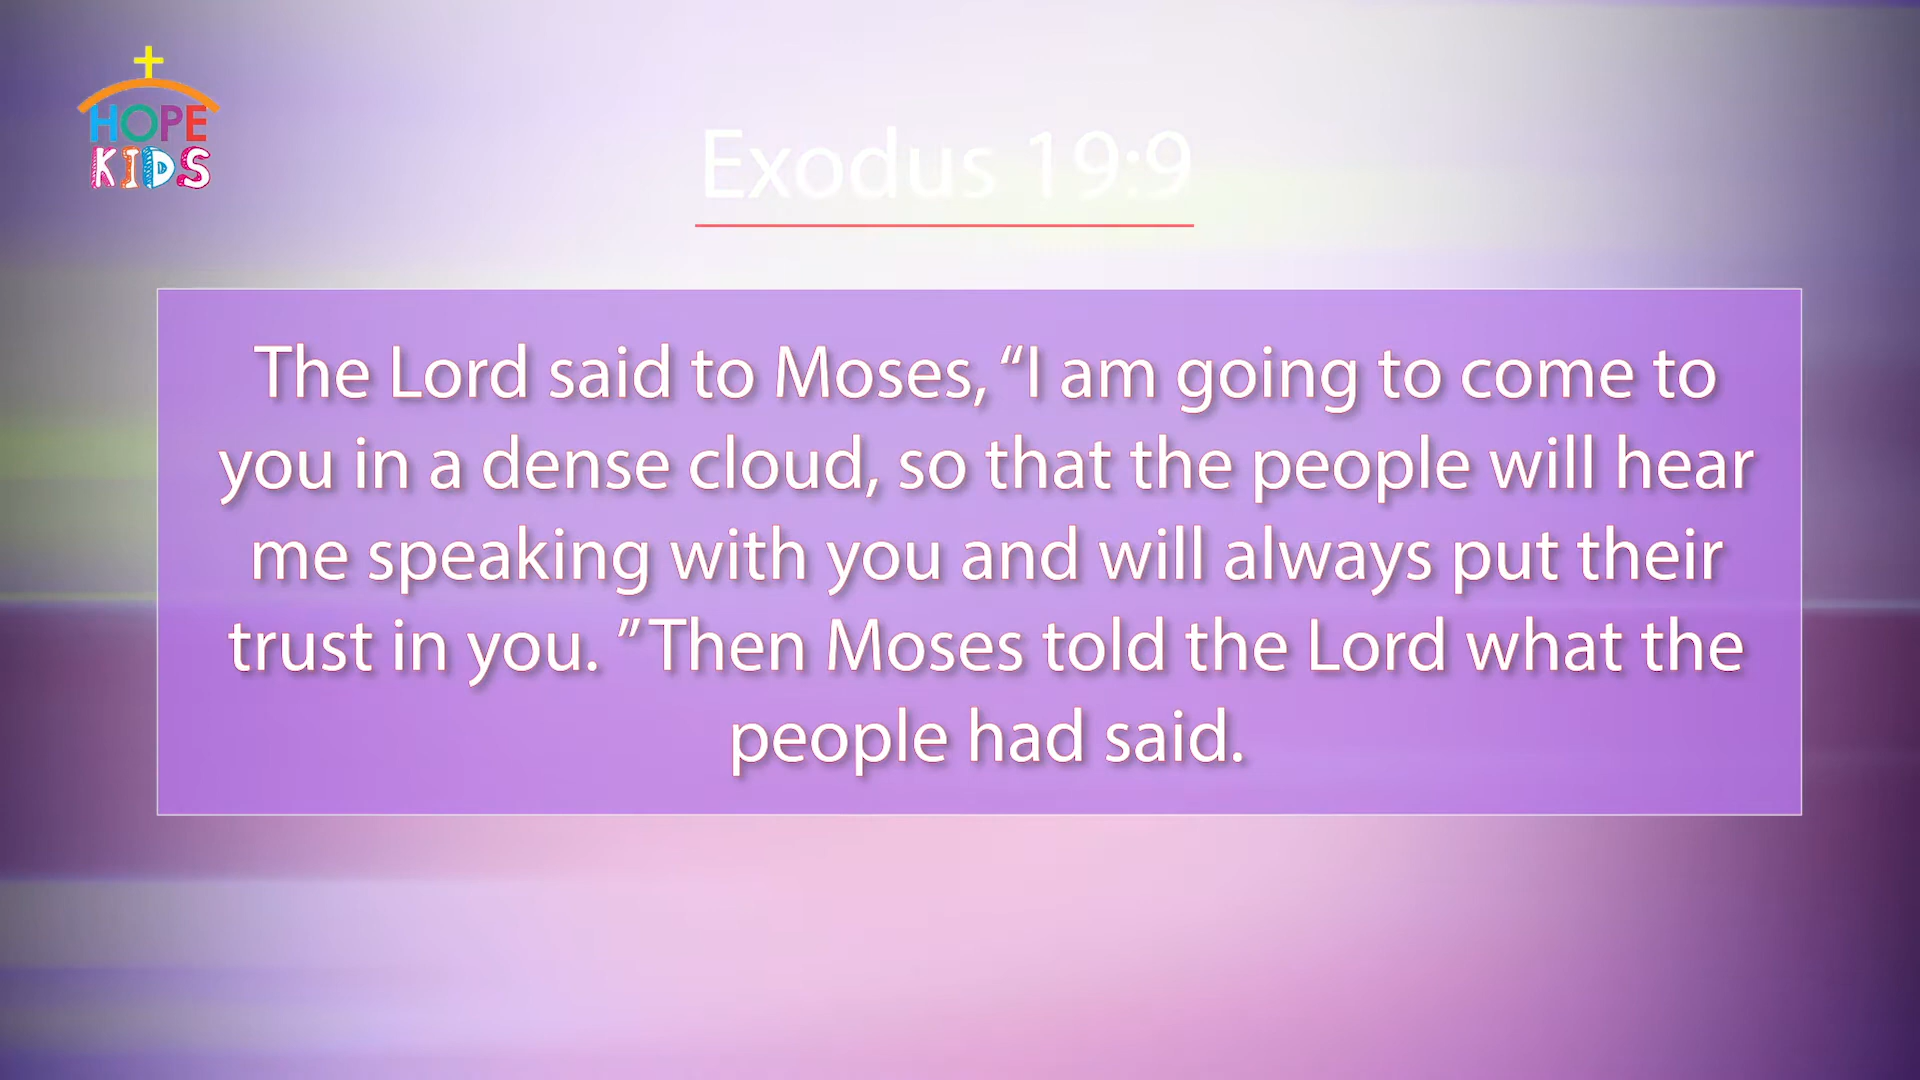 HOPE
KIDS
Exodus 19:9
The Lord said to Moses, “I am going to come to
you in a dense cloud, so that the people will hear
me speaking with you and will always put their
trust in you. ” Then Moses told the Lord what the
people had said.